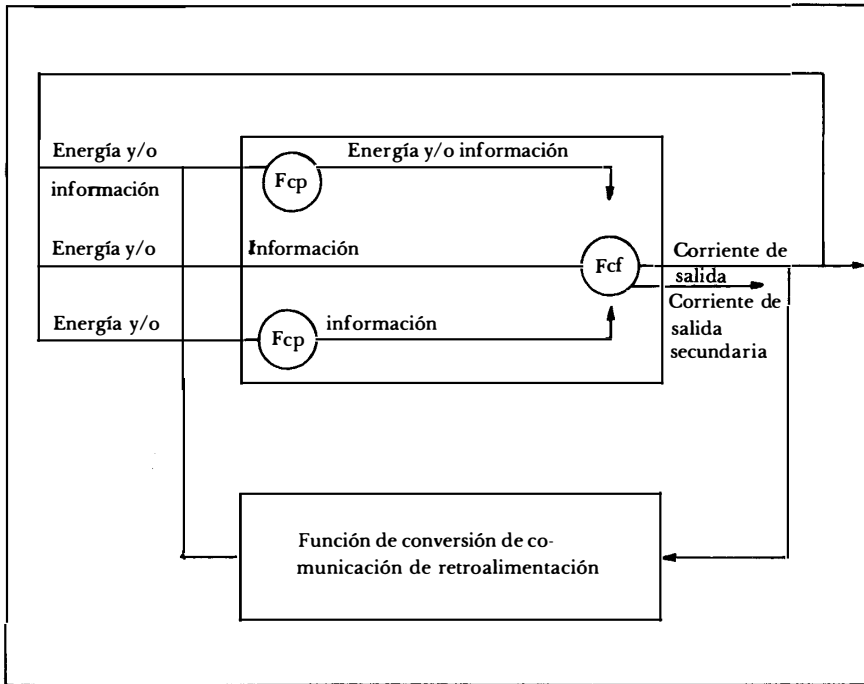 Energía y/o
información
Energía y/o información
Fcp
Energía y/o
Información
Fcf
Corriente de
salida
Corriente de
salida
secundaria
Energía y/o
Fcp
información
Función de conversión de co-
municación de retroalimentación